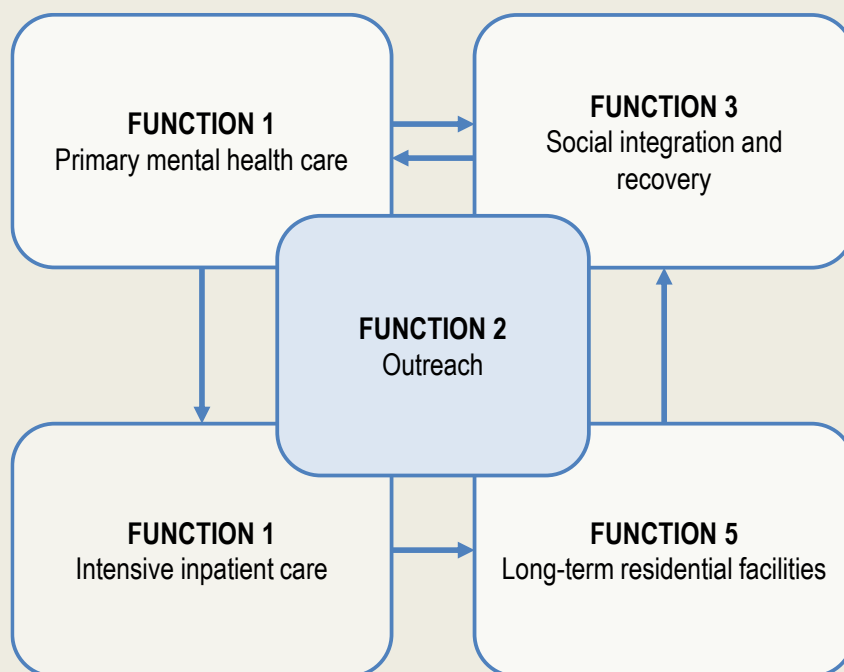 FUNCTION 1
Primary mental health care
FUNCTION 3
Social integration and
recovery
FUNCTION 2
Outreach
FUNCTION 1
Intensive inpatient care
FUNCTION 5
Long-term residential facilities